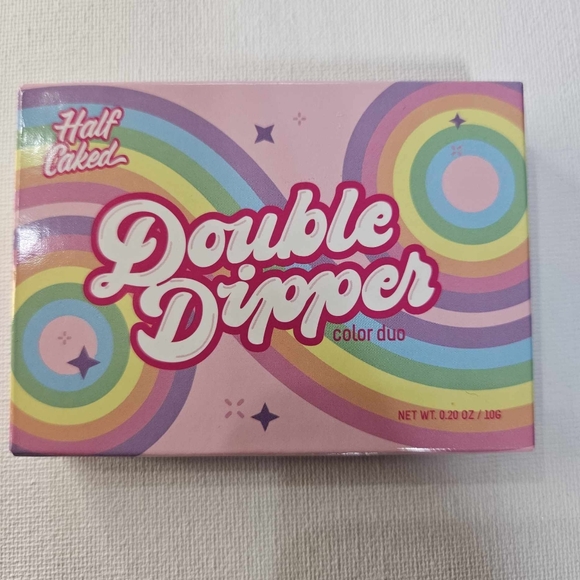 Half
Caked
Double
Dipper
color duo
NET WT. 0.20 OZ / 10G